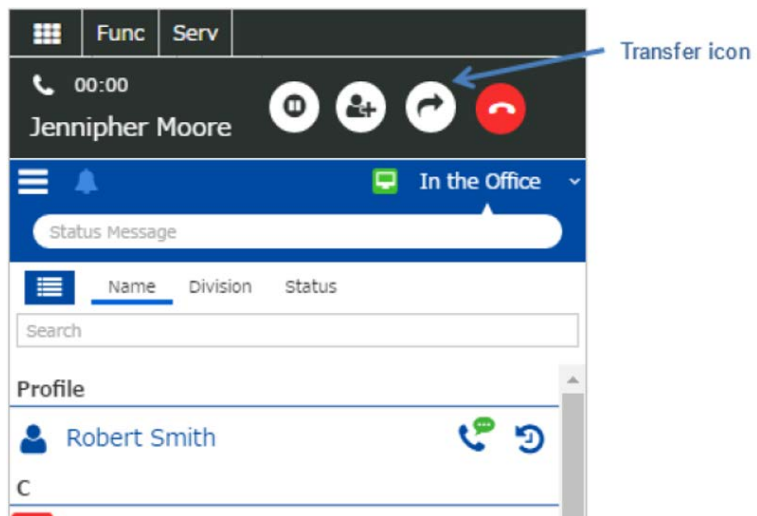 Func Serv
Transfer icon
00:00
Jennipher Moore
In the Office
Status Message
Name Division Status
Search
Profile
Robert Smith
C